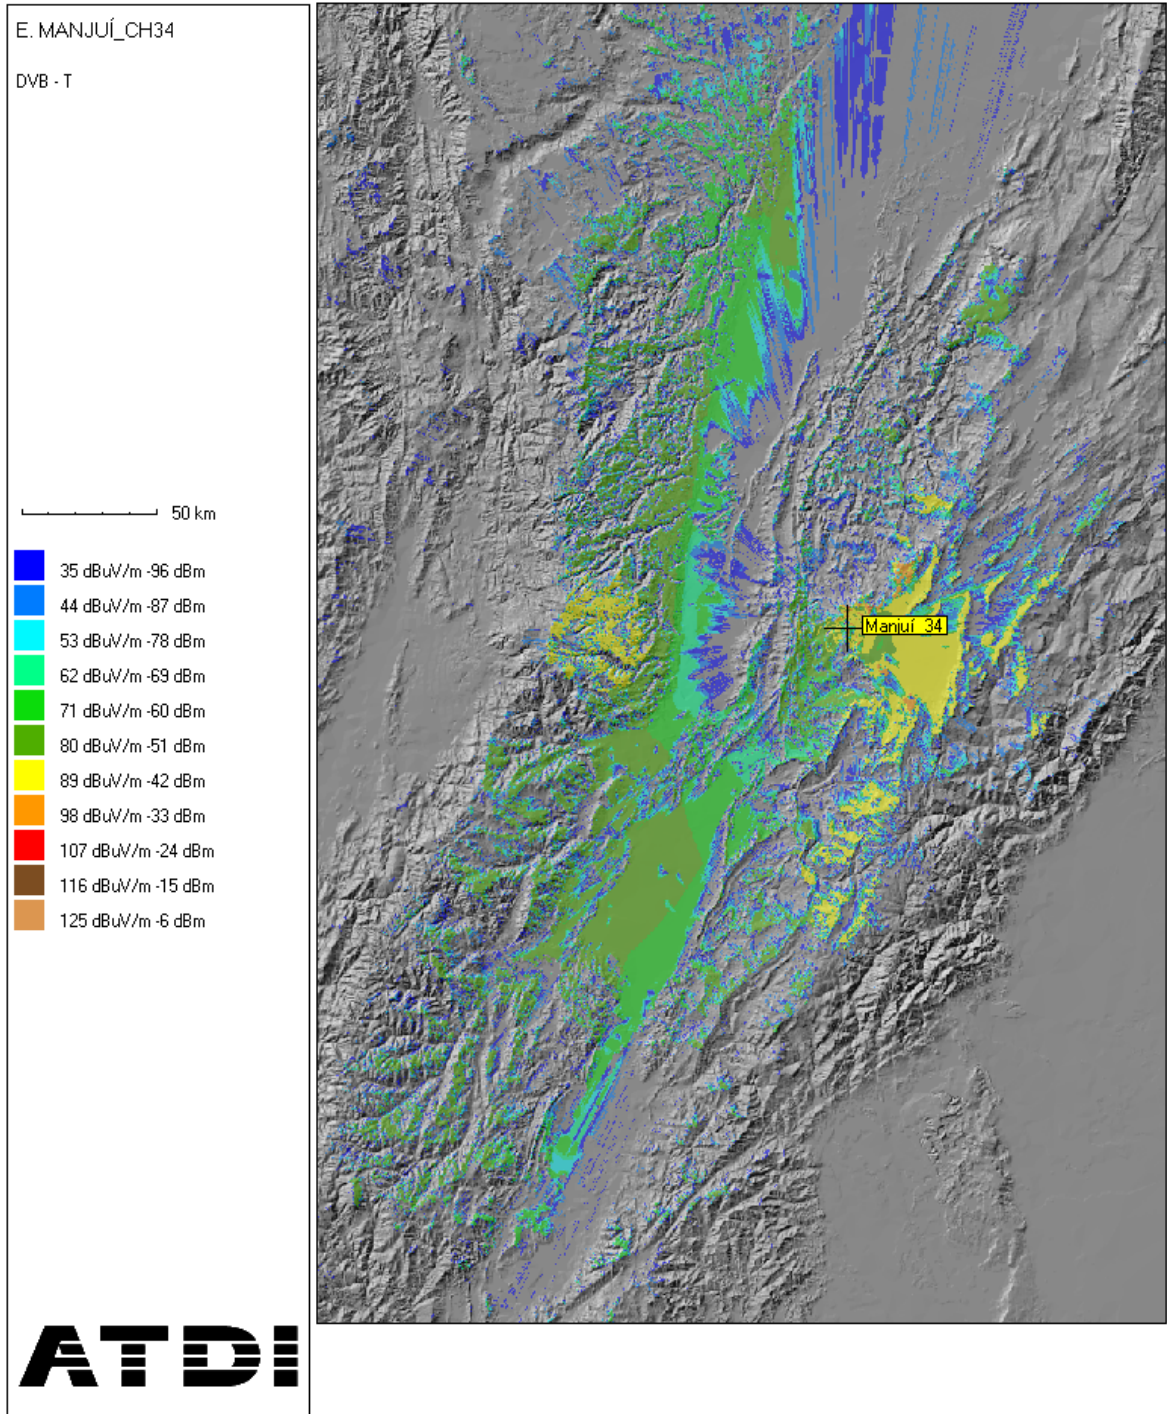 E. MANJUÍ_CH34
DVB - T
50 km
35 dBuV/m -96 dBm
44 dBuV/m -87 dBm
53 dBuV/m -78 dBm
62 dBuV/m -69 dBm
71 dBuV/m -60 dBm
80 dBuV/m -51 dBm
89 dBuV/m -42 dBm
98 dBuV/m -33 dBm
107 dBuV/m -24 dBm
116 dBuV/m -15 dBm
125 dBuV/m -6 dBm
Manjuí_34
ATDI